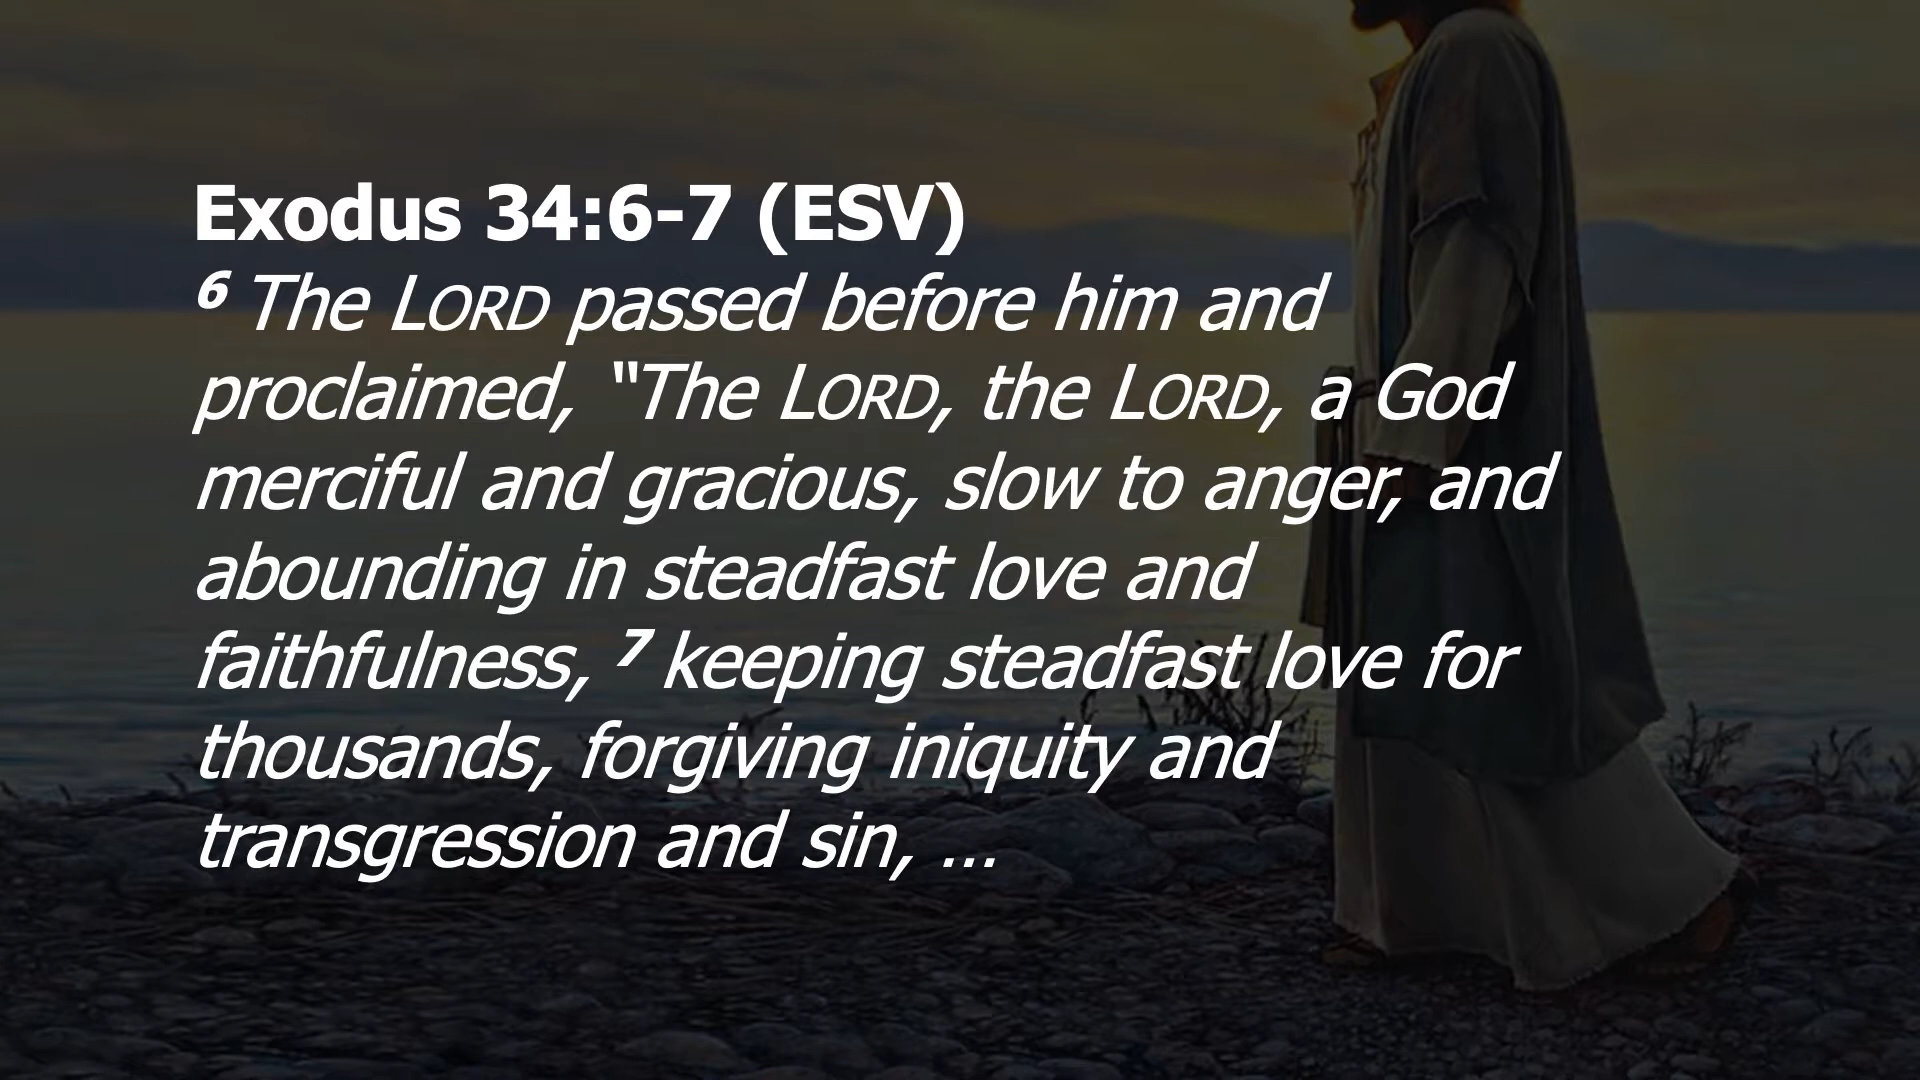 Exodus 34:6-7 (ESV)
6 The LORD passed before him and
proclaimed, “The LORD, the LORD, a God
merciful and gracious, slow to anger, and
abounding in steadfast love and
faithfulness, 7 keeping steadfast love for
thousands, forgiving iniquity and
transgression and sin, …